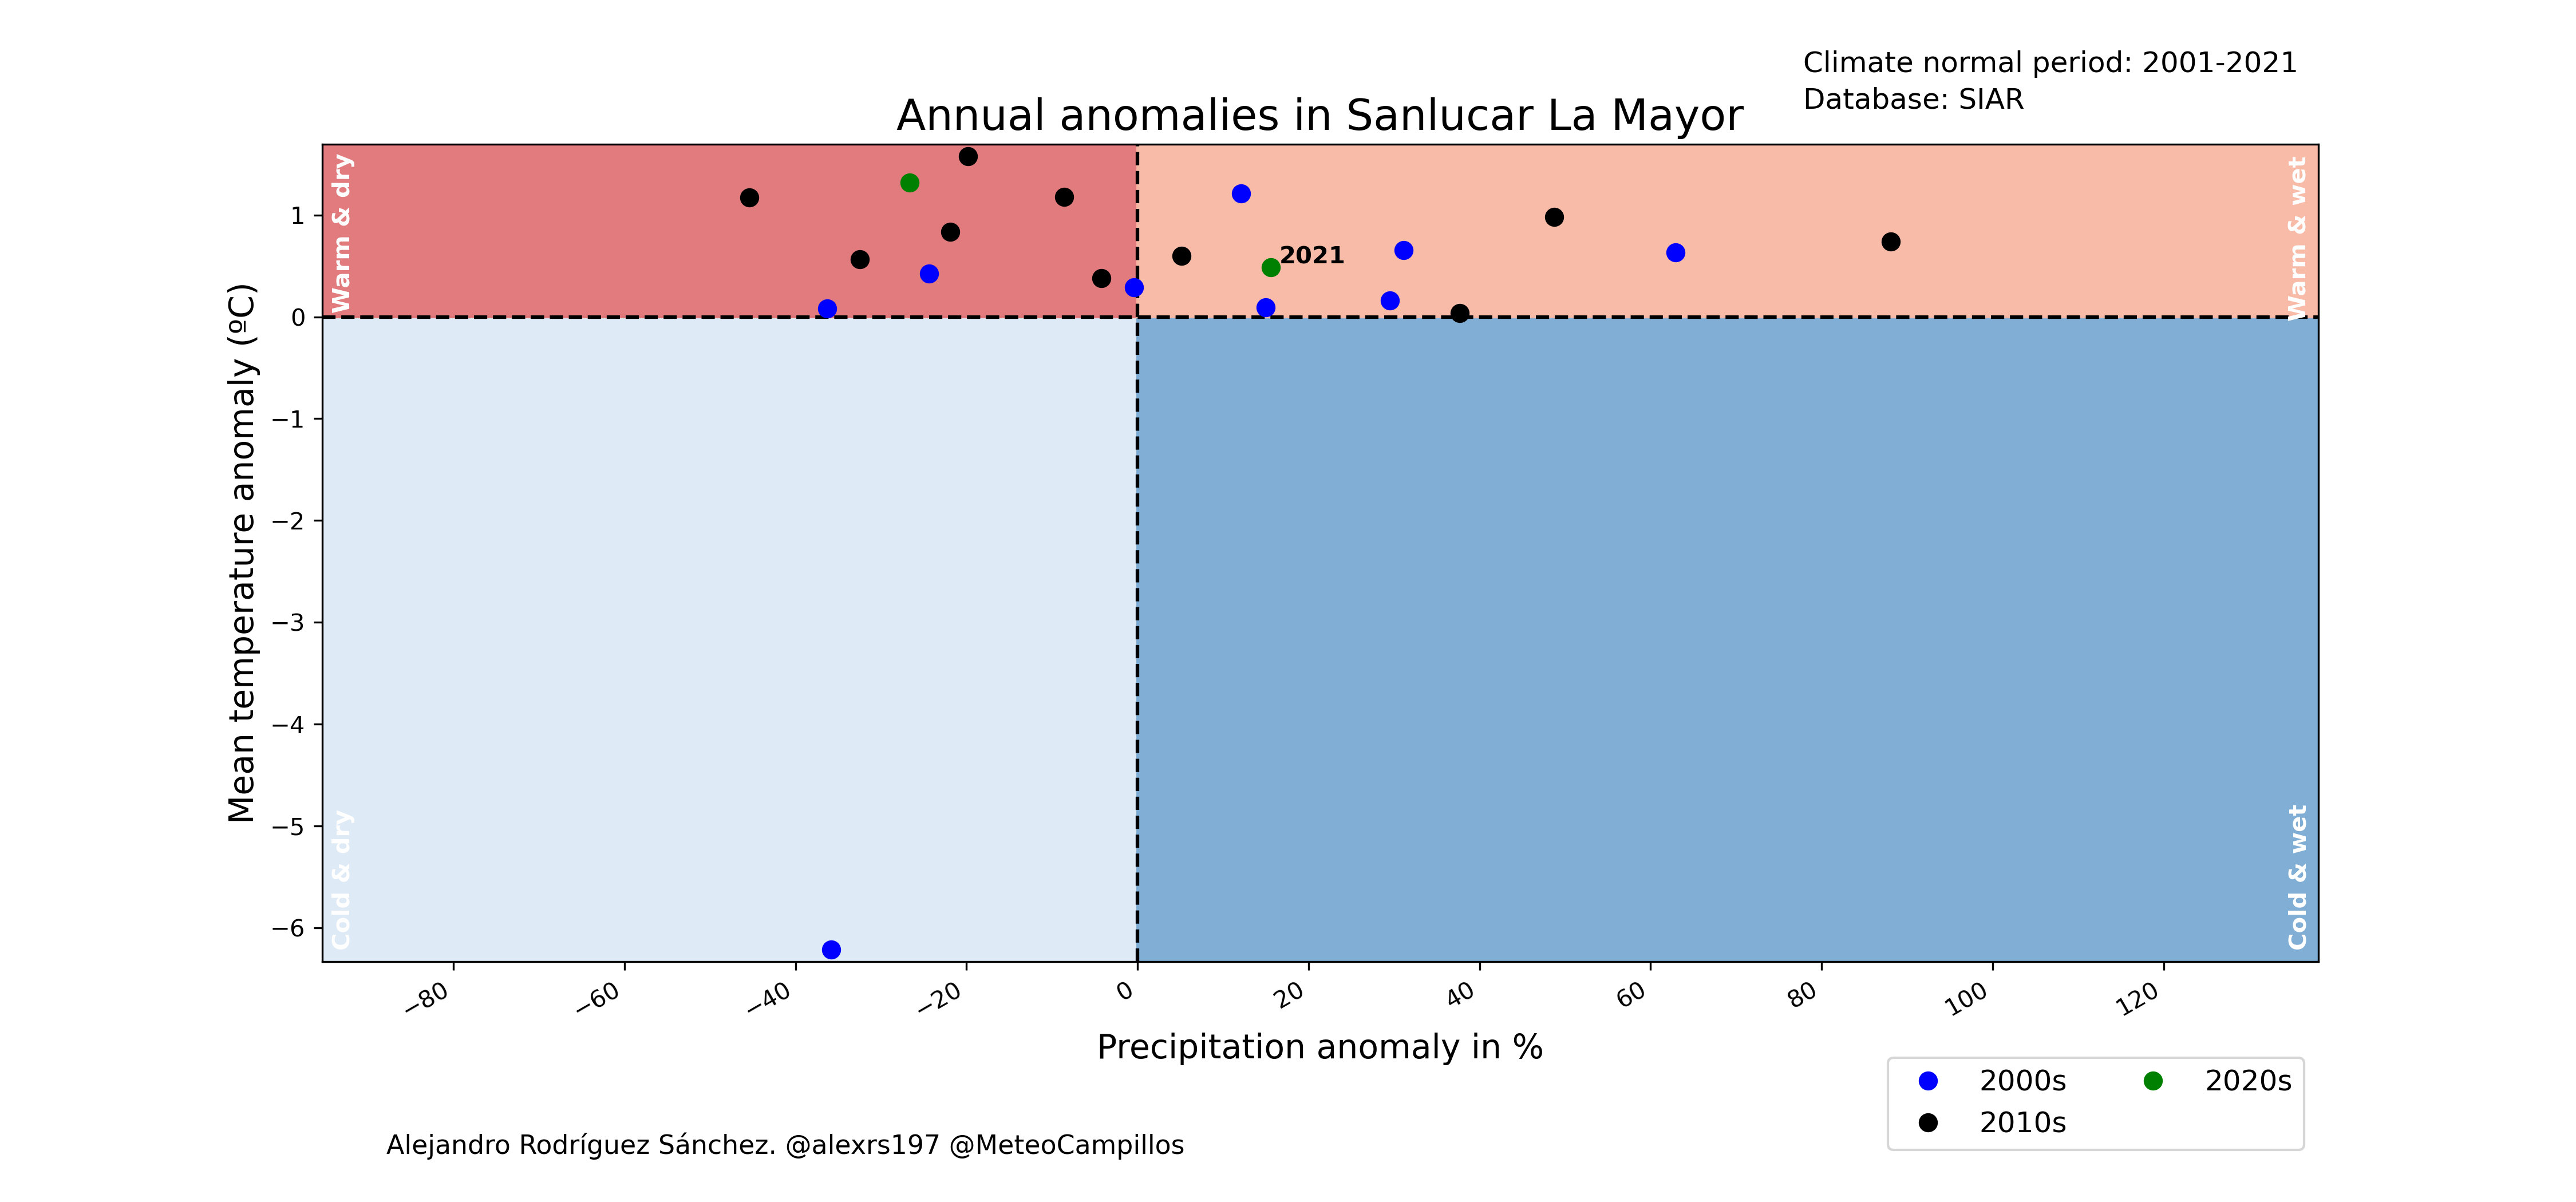 Climate normal period: 2001-2021
Database: SIAR
Annual anomalies in Sanlucar La Mayor
Mean temperature anomaly (ºC)
1
0
−1
−2
−3
−4
−5
−6
Warm & dry
Warm & wet
2021
Cold & dry
Cold & wet
−80
−60
−40
−20
0
20
40
60
80
100
120
Precipitation anomaly in %
2000s
2010s
2020s
Alejandro Rodríguez Sánchez. @alexrs197 @MeteoCampillos